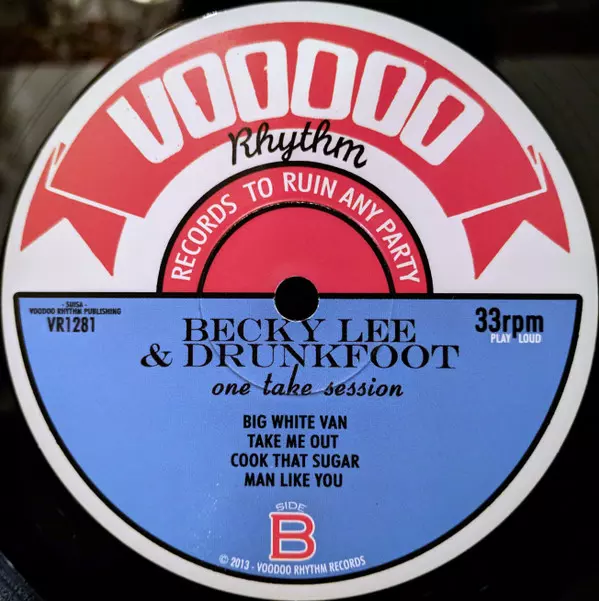 VOODOO
Rhythm
RECORDS TO RUIN ANY PARTY
- SUISA -
VOODOO RHYTHM PUBLISHING
VR1281
BECKY LEE
& DRUNKFOOT
one take session
33rpm
PLAY LOUD
BIG WHITE VAN
TAKE ME OUT
COOK THAT SUGAR
MAN LIKE YOU
SIDE
B
© 2013 - VOODOO RHYTHM RECORDS